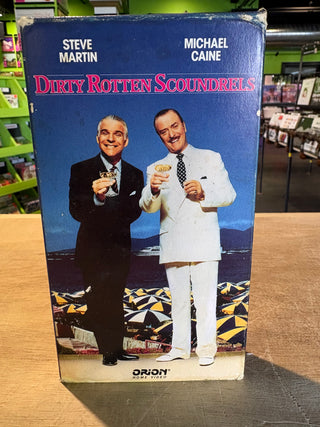 STEVE
MARTIN
MICHAEL
CAINE
DIRTY ROTTEN SCOUNDRELS
ORION®
HOME VIDEO